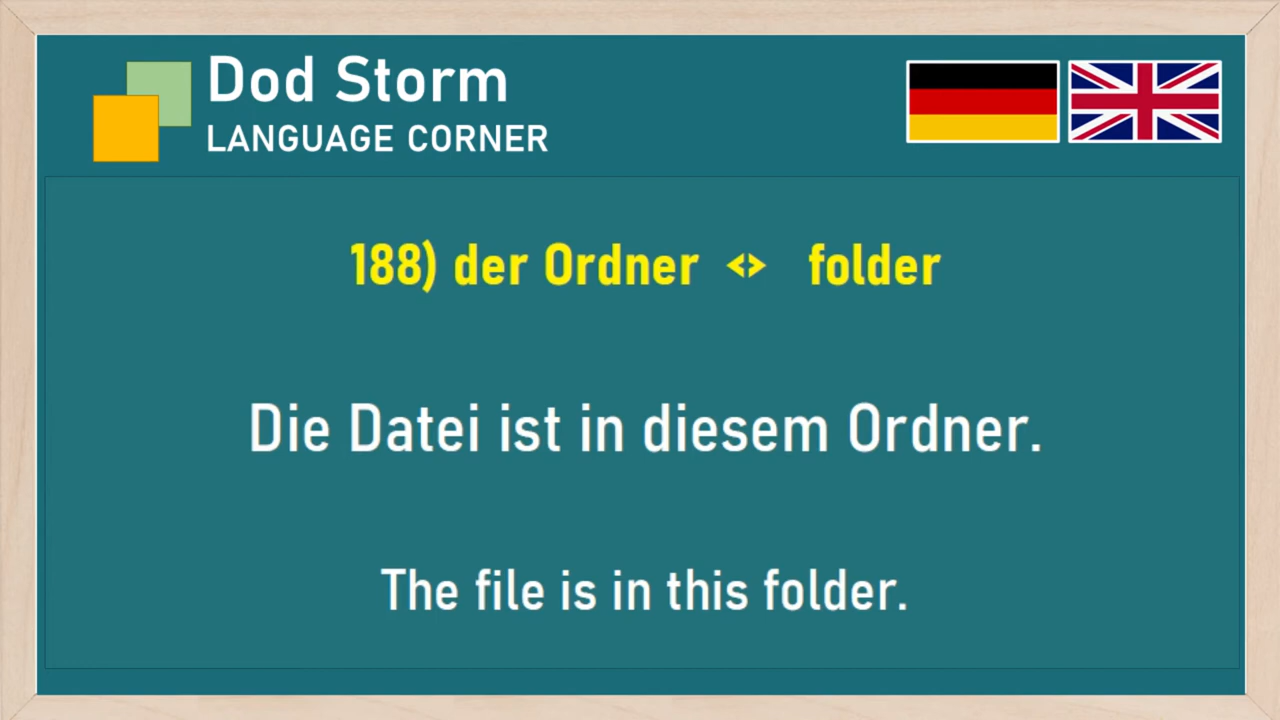 Dod Storm
LANGUAGE CORNER
188) der Ordner <> folder
Die Datei ist in diesem Ordner.
The file is in this folder.